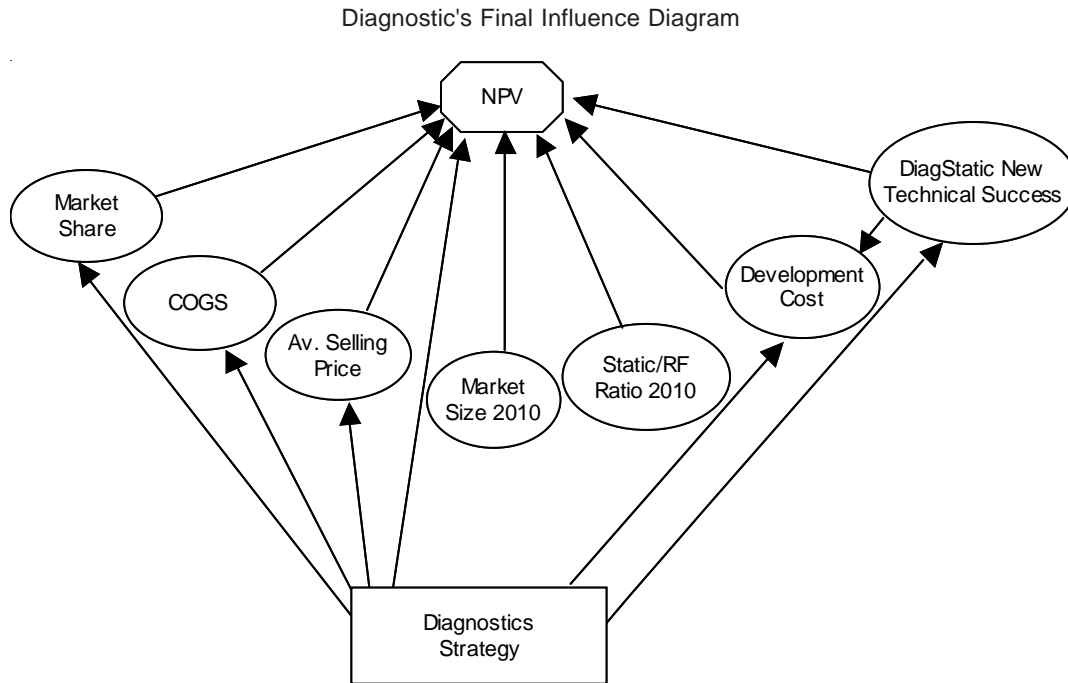 Diagnostic's Final Influence Diagram
NPV
DiagStatic New
Technical Success
Market
Share
Development
Cost
COGS
Av. Selling
Price
Market
Size 2010
Static/RF
Ratio 2010
Diagnostics
Strategy